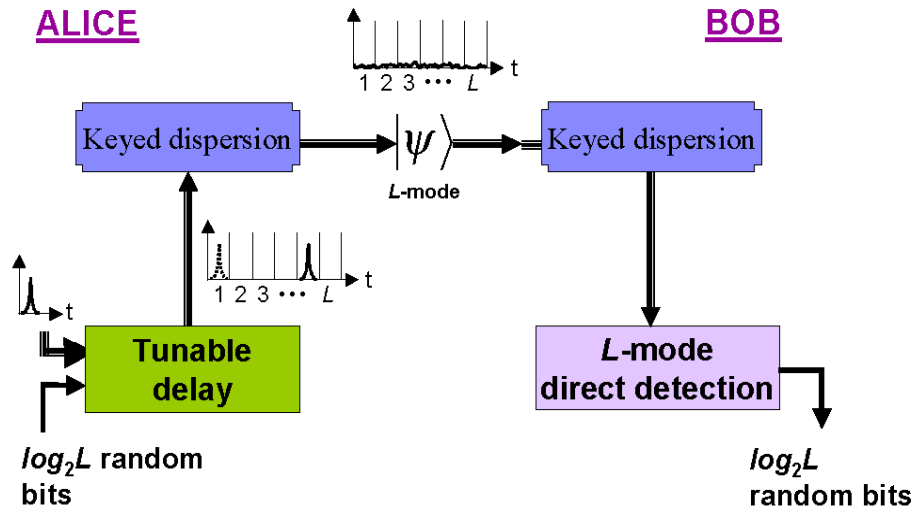 ALICE
BOB
t
1 2 3 ••• L
Keyed dispersion
|ψ⟩
Keyed dispersion
L-mode
t
1 2 3 ••• L
t
Tunable
delay
L-mode
direct detection
log₂L random
bits
log₂L
random bits